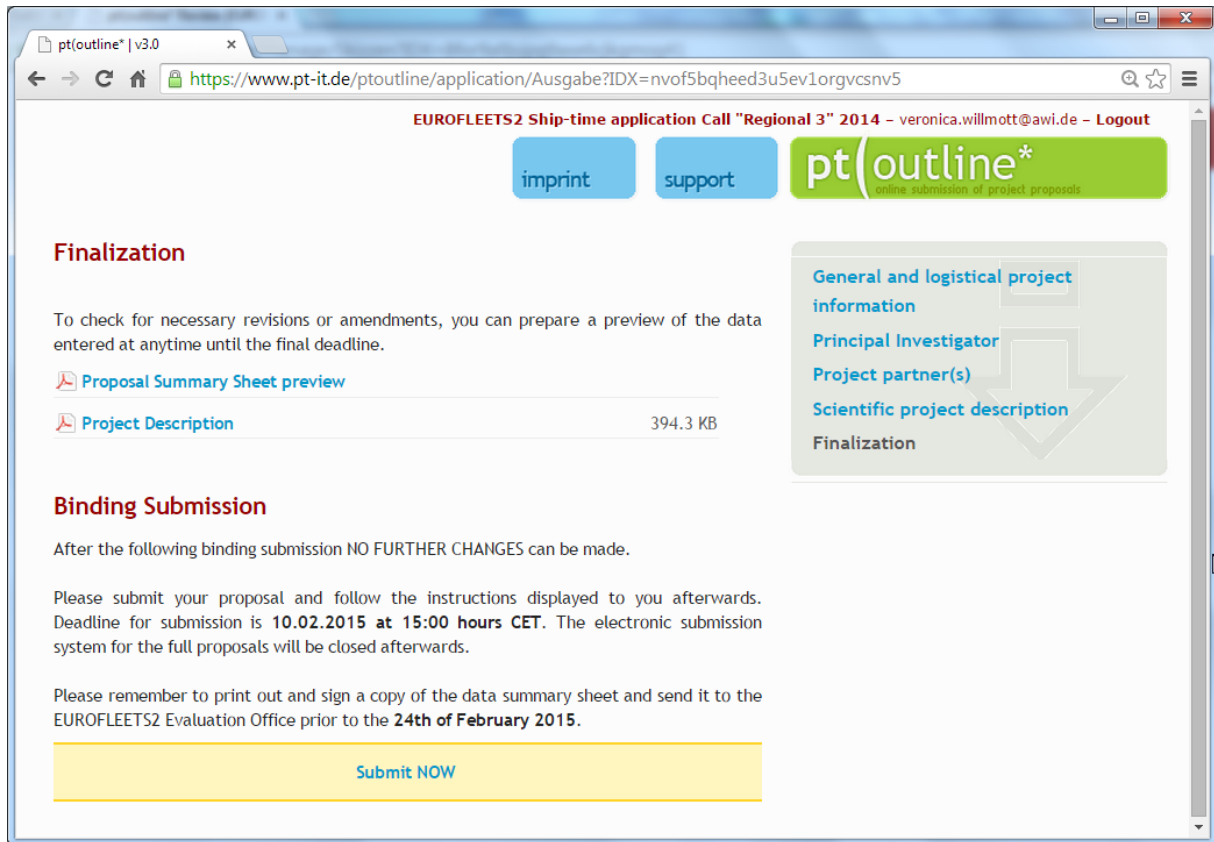 pt(outline* | v3.0
https://www.pt-it.de/ptoutline/application/Ausgabe?IDX=nvof5bqheed3u5ev1orgvcsnv5
EUROFLEETS2 Ship-time application Call "Regional 3" 2014 – veronica.willmott@awi.de – Logout
imprint
support
pt(outline*
online submission of project proposals
Finalization
To check for necessary revisions or amendments, you can prepare a preview of the data
entered at anytime until the final deadline.
Proposal Summary Sheet preview
Project Description 394.3 KB
Binding Submission
After the following binding submission NO FURTHER CHANGES can be made.
Please submit your proposal and follow the instructions displayed to you afterwards.
Deadline for submission is 10.02.2015 at 15:00 hours CET. The electronic submission
system for the full proposals will be closed afterwards.
Please remember to print out and sign a copy of the data summary sheet and send it to the
EUROFLEETS2 Evaluation Office prior to the 24th of February 2015.
Submit NOW
General and logistical project
information
Principal Investigator
Project partner(s)
Scientific project description
Finalization